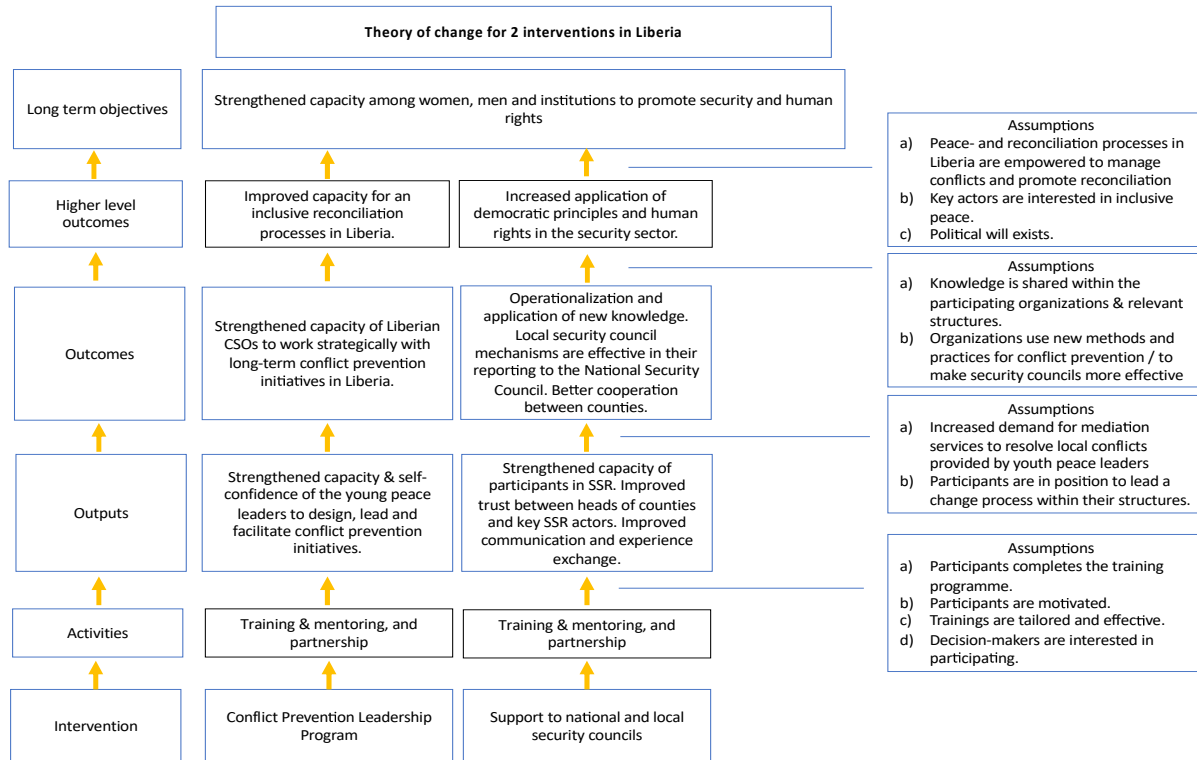 Theory of change for 2 interventions in Liberia
Long term objectives
Strengthened capacity among women, men and institutions to promote security and human
rights
Higher level
outcomes
Improved capacity for an
inclusive reconciliation
processes in Liberia.
Increased application of
democratic principles and human
rights in the security sector.
Outcomes
Strengthened capacity of Liberian
CSOs to work strategically with
long-term conflict prevention
initiatives in Liberia.
Operationalization and
application of new knowledge.
Local security council
mechanisms are effective in their
reporting to the National Security
Council. Better cooperation
between counties.
Outputs
Strengthened capacity & self-
confidence of the young peace
leaders to design, lead and
facilitate conflict prevention
initiatives.
Strengthened capacity of
participants in SSR. Improved
trust between heads of counties
and key SSR actors. Improved
communication and experience
exchange.
Activities
Training & mentoring, and
partnership
Training & mentoring, and
partnership
Intervention
Conflict Prevention Leadership
Program
Support to national and local
security councils
Assumptions
a) Peace- and reconciliation processes in
Liberia are empowered to manage
conflicts and promote reconciliation
b) Key actors are interested in inclusive
peace.
c) Political will exists.
Assumptions
a) Knowledge is shared within the
participating organizations & relevant
structures.
b) Organizations use new methods and
practices for conflict prevention / to
make security councils more effective
Assumptions
a) Increased demand for mediation
services to resolve local conflicts
provided by youth peace leaders
b) Participants are in position to lead a
change process within their structures.
Assumptions
a) Participants completes the training
programme.
b) Participants are motivated.
c) Trainings are tailored and effective.
d) Decision-makers are interested in
participating.